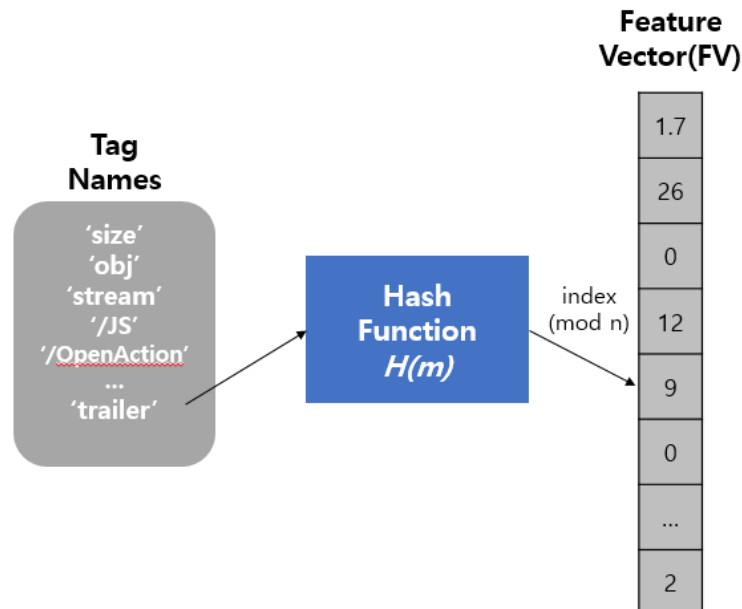 Feature
Vector(FV)
Tag
Names
‘size’
‘obj’
‘stream’
‘/JS’
‘/OpenAction’
...
‘trailer’
Hash
Function
H(m)
index
(mod n)
1.7
26
0
12
9
0
...
2